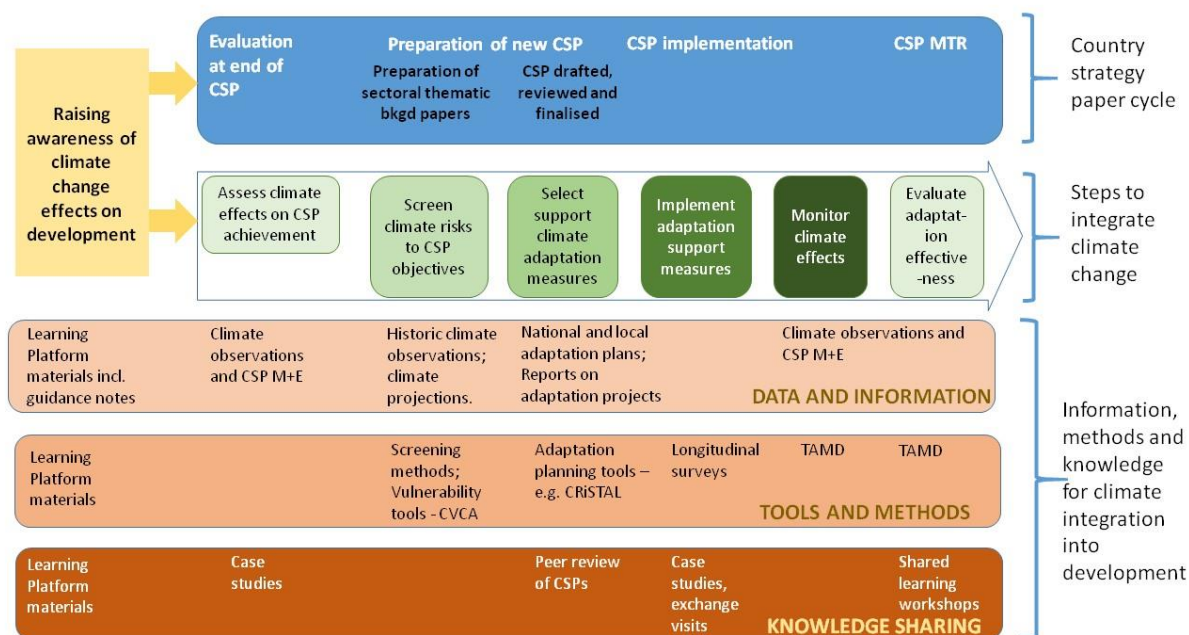 Raising
awareness of
climate
change
effects on
development
Evaluation
at end of
CSP
Preparation of new CSP
Preparation of
sectoral thematic
bkgd papers
CSP drafted,
reviewed and
finalised
CSP implementation
CSP MTR
Country
strategy
paper cycle
Assess climate
effects on CSP
achievement
Screen
climate risks
to CSP
objectives
Select
support
climate
adaptation
measures
Implement
adaptation
support
measures
Monitor
climate
effects
Evaluate
adaptat-
ion
effective
-ness
Steps to
integrate
climate
change
Learning
Platform
materials incl.
guidance notes
Climate
observations
and CSP M+E
Historic climate
observations;
climate
projections.
National and local
adaptation plans;
Reports on
adaptation projects
Climate observations and
CSP M+E
DATA AND INFORMATION
Learning
Platform
materials
Screening
methods;
Vulnerability
tools - CVCA
Adaptation
planning tools –
e.g. CRiSTAL
Longitudinal
surveys
TAMD
TAMD
TOOLS AND METHODS
Learning
Platform
materials
Case
studies
Peer review
of CSPs
Case
studies,
exchange
visits
Shared
learning
workshops
KNOWLEDGE SHARING
Information,
methods and
knowledge
for climate
integration
into
development